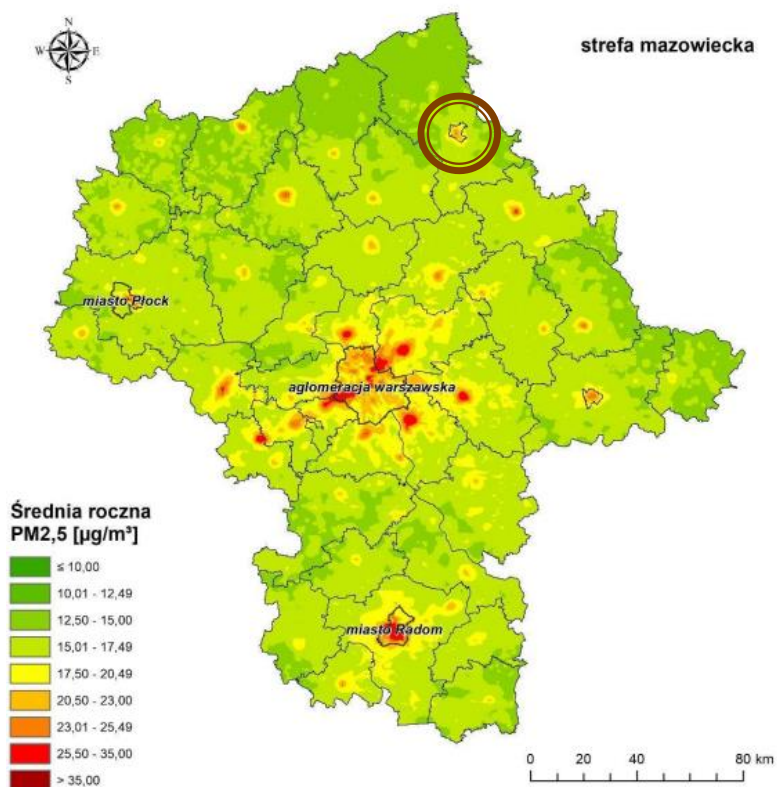 N
W E
S
strefa mazowiecka
miasto Płock
aglomeracja warszawska
miasto Radom
Średnia roczna
PM2,5 [µg/m³]
≤ 10,00
10,01 - 12,49
12,50 - 15,00
15,01 - 17,49
17,50 - 20,49
20,50 - 23,00
23,01 - 25,49
25,50 - 35,00
> 35,00
0 20 40 80 km